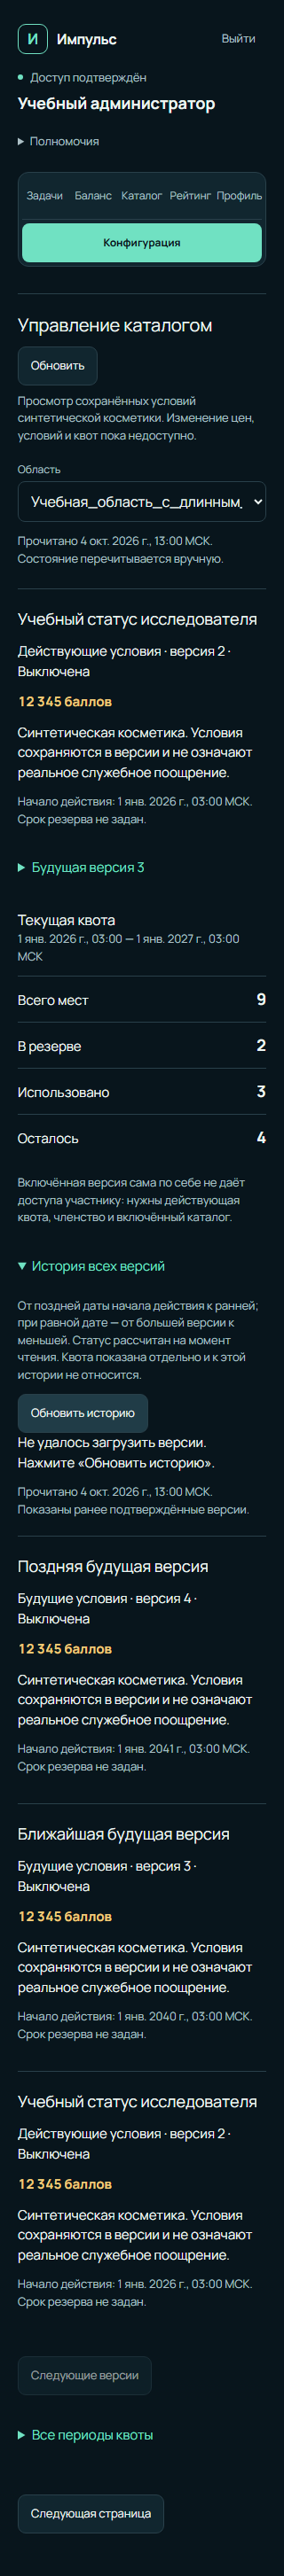 И Импульс Выйти
Доступ подтверждён
Учебный администратор
Полномочия
Задачи Баланс Каталог Рейтинг Профиль
Конфигурация
Управление каталогом
Обновить
Просмотр сохранённых условий
синтетической косметики. Изменение цен,
условий и квот пока недоступно.
Область
Учебная_область_с_длинным_
Прочитано 4 окт. 2026 г., 13:00 МСК.
Состояние перечитывается вручную.
Учебный статус исследователя
Действующие условия · версия 2 ·
Выключена
12 345 баллов
Синтетическая косметика. Условия
сохраняются в версии и не означают
реальное служебное поощрение.
Начало действия: 1 янв. 2026 г., 03:00 МСК.
Срок резерва не задан.
Будущая версия 3
Текущая квота
1 янв. 2026 г., 03:00 — 1 янв. 2027 г., 03:00
МСК
Всего мест 9
В резерве 2
Использовано 3
Осталось 4
Включённая версия сама по себе не даёт
доступа участнику: нужны действующая
квота, членство и включённый каталог.
История всех версий
От поздней даты начала действия к ранней;
при равной дате — от большей версии к
меньшей. Статус рассчитан на момент
чтения. Квота показана отдельно и к этой
истории не относится.
Обновить историю
Не удалось загрузить версии.
Нажмите «Обновить историю».
Прочитано 4 окт. 2026 г., 13:00 МСК.
Показаны ранее подтверждённые версии.
Поздняя будущая версия
Будущие условия · версия 4 ·
Выключена
12 345 баллов
Синтетическая косметика. Условия
сохраняются в версии и не означают
реальное служебное поощрение.
Начало действия: 1 янв. 2041 г., 03:00 МСК.
Срок резерва не задан.
Ближайшая будущая версия
Будущие условия · версия 3 ·
Выключена
12 345 баллов
Синтетическая косметика. Условия
сохраняются в версии и не означают
реальное служебное поощрение.
Начало действия: 1 янв. 2040 г., 03:00 МСК.
Срок резерва не задан.
Учебный статус исследователя
Действующие условия · версия 2 ·
Выключена
12 345 баллов
Синтетическая косметика. Условия
сохраняются в версии и не означают
реальное служебное поощрение.
Начало действия: 1 янв. 2026 г., 03:00 МСК.
Срок резерва не задан.
Следующие версии
Все периоды квоты
Следующая страница